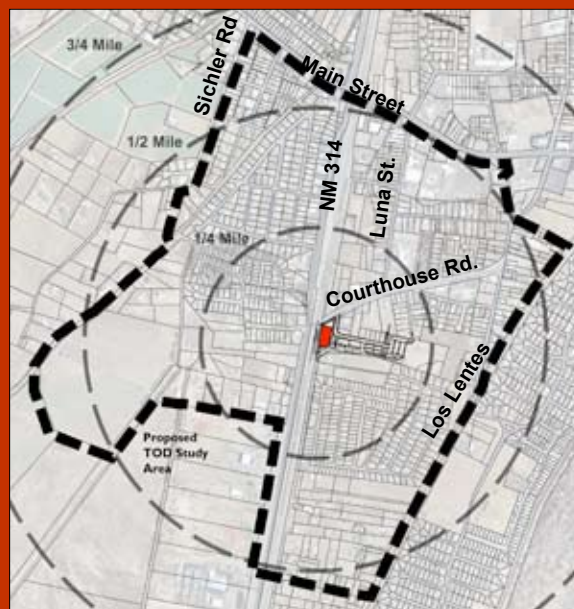 3/4 Mile
Sichler Rd
Main Street
1/2 Mile
NM 314
Luna St.
1/4 Mile
Courthouse Rd.
Los Lentes
Proposed
TOD Study
Area